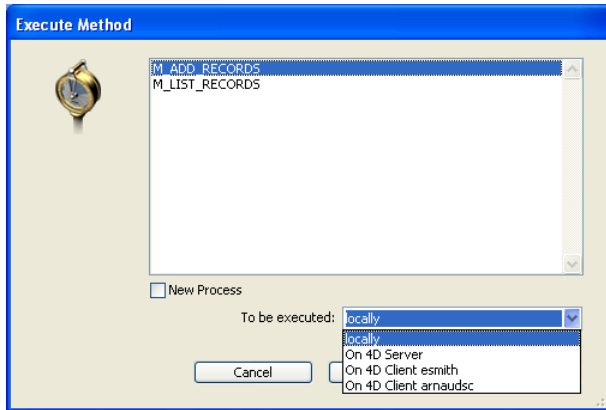 Execute Method
M_ADD_RECORDS
M_LIST_RECORDS
New Process
To be executed: locally
locally
On 4D Server
On 4D Client esmith
On 4D Client arnaudsc
Cancel